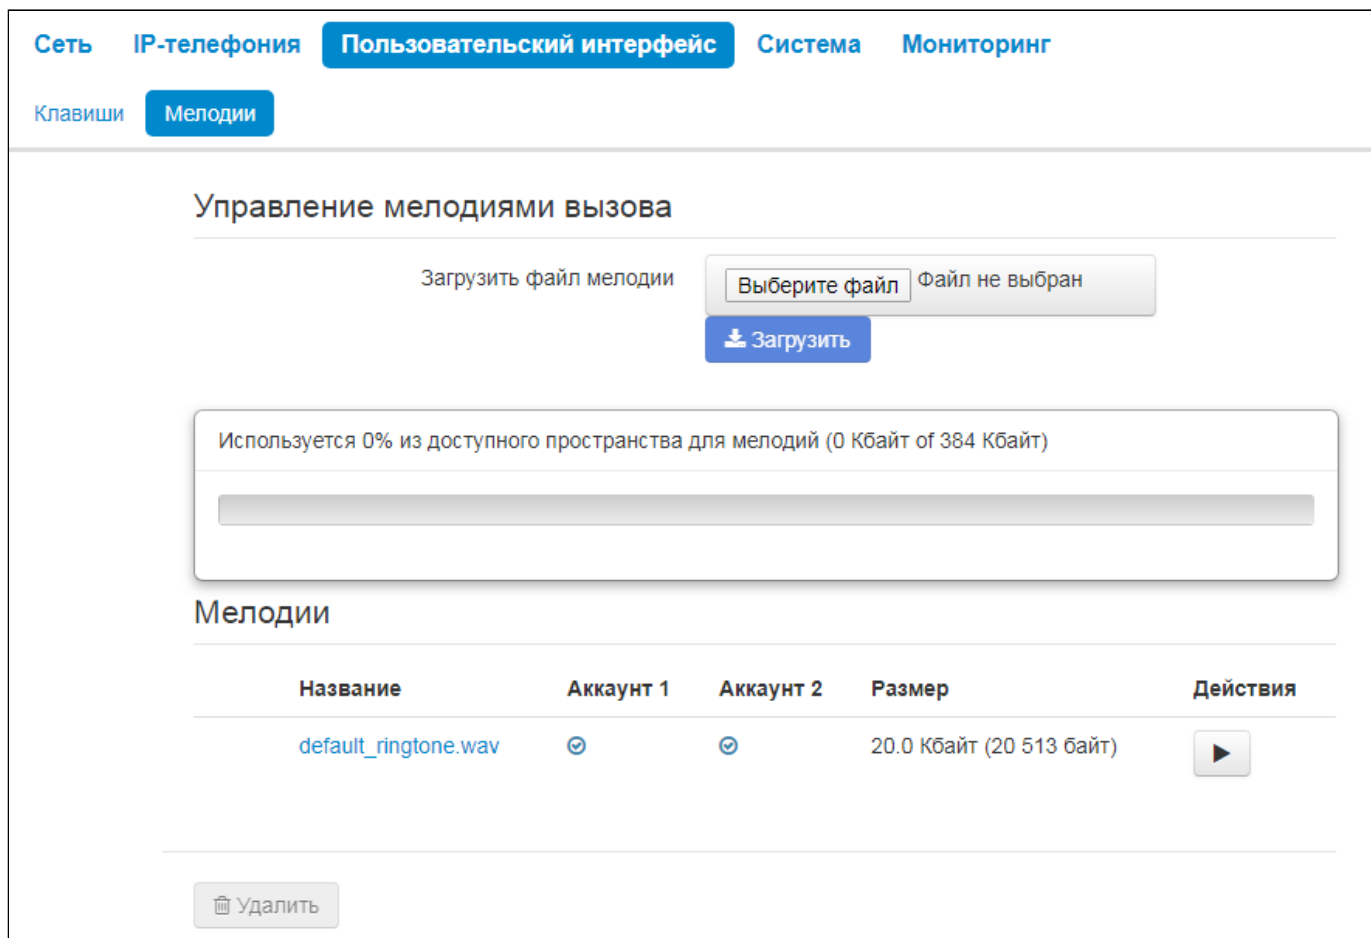 Сеть IP-телефония Пользовательский интерфейс Система Мониторинг
Клавиши Мелодии
Управление мелодиями вызова
Загрузить файл мелодии Выберите файл Файл не выбран
Загрузить
Используется 0% из доступного пространства для мелодий (0 Кбайт of 384 Кбайт)
Мелодии
Название Аккаунт 1 Аккаунт 2 Размер Действия
default_ringtone.wav 20.0 Кбайт (20 513 байт)
Удалить